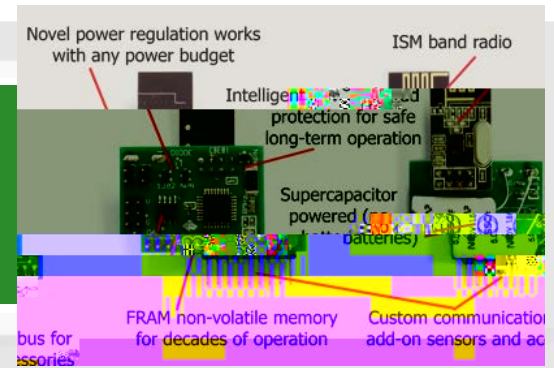 Novel power regulation works
with any power budget
ISM band radio
Intelligent
protection for safe
long-term operation
Supercapacitor
powered
batteries)
FRAM non-volatile memory
for decades of operation
Custom communication
add-on sensors and
bus for